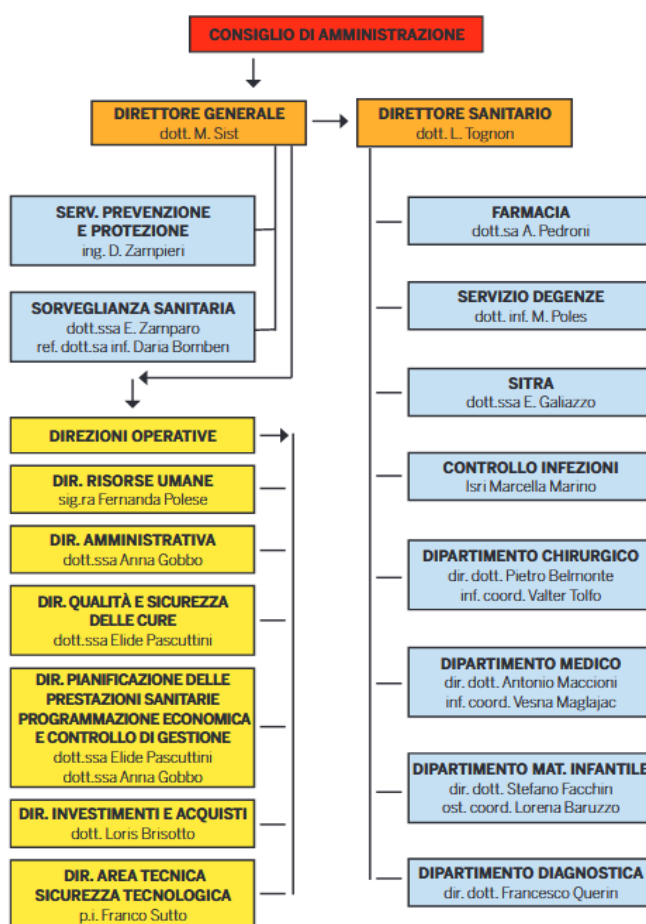 CONSIGLIO DI AMMINISTRAZIONE
DIRETTORE GENERALE
dott. M. Sist
DIRETTORE SANITARIO
dott. L. Tognon
SERV. PREVENZIONE
E PROTEZIONE
ing. D. Zampieri
SORVEGLIANZA SANITARIA
dott.ssa E. Zamparo
ref. dott.sa inf. Daria Bomben
DIREZIONI OPERATIVE
DIR. RISORSE UMANE
sig.ra Fernanda Polese
DIR. AMMINISTRATIVA
dott.ssa Anna Gobbo
DIR. QUALITÀ E SICUREZZA
DELLE CURE
dott.ssa Elide Pascuttini
DIR. PIANIFICAZIONE DELLE
PRESTAZIONI SANITARIE
PROGRAMMAZIONE ECONOMICA
E CONTROLLO DI GESTIONE
dott.ssa Elide Pascuttini
dott.ssa Anna Gobbo
DIR. INVESTIMENTI E ACQUISTI
dott. Loris Brisotto
DIR. AREA TECNICA
SICUREZZA TECNOLOGICA
p.i. Franco Sutto
FARMACIA
dott.sa A. Pedroni
SERVIZIO DEGENZE
dott. inf. M. Poles
SITRA
dott.ssa E. Galiazzo
CONTROLLO INFEZIONI
Isri Marcella Marino
DIPARTIMENTO CHIRURGICO
dir. dott. Pietro Belmonte
inf. coord. Valter Tolfo
DIPARTIMENTO MEDICO
dir. dott. Antonio Maccioni
inf. coord. Vesna Maglajac
DIPARTIMENTO MAT. INFANTILE
dir. dott. Stefano Facchin
ost. coord. Lorena Baruzzo
DIPARTIMENTO DIAGNOSTICA
dir. dott. Francesco Querin